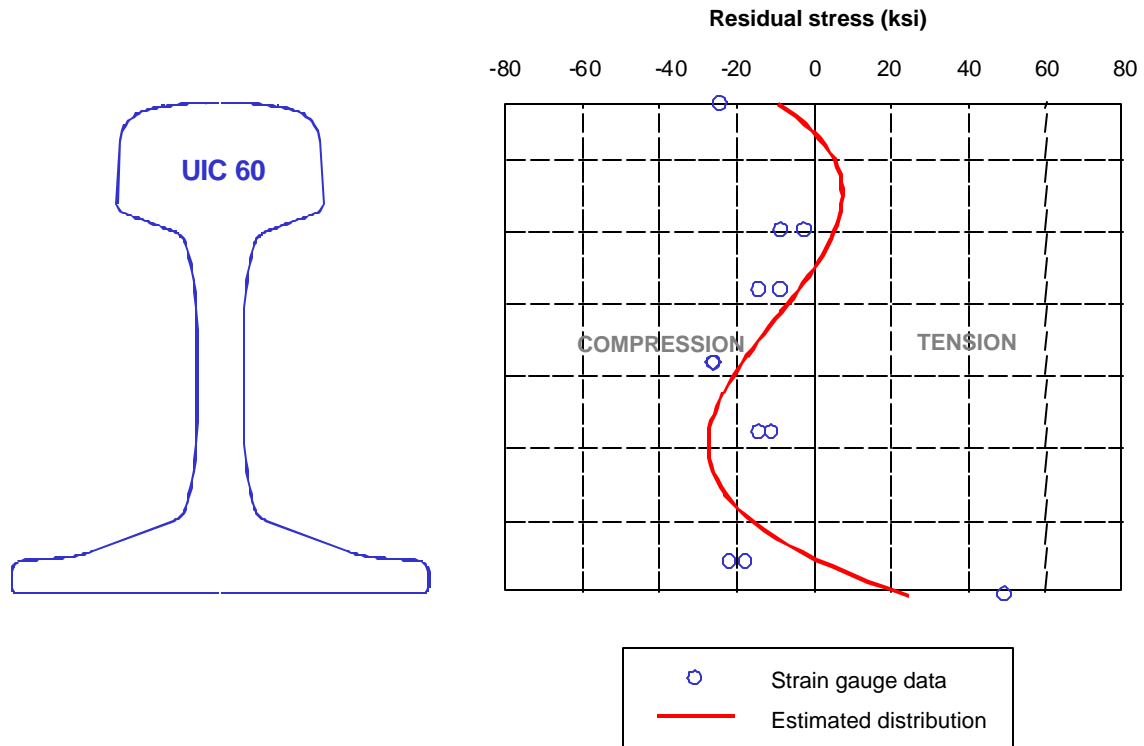 Residual stress (ksi)
-80 -60 -40 -20 0 20 40 60 80
UIC 60
COMPRESSION TENSION
Strain gauge data
Estimated distribution